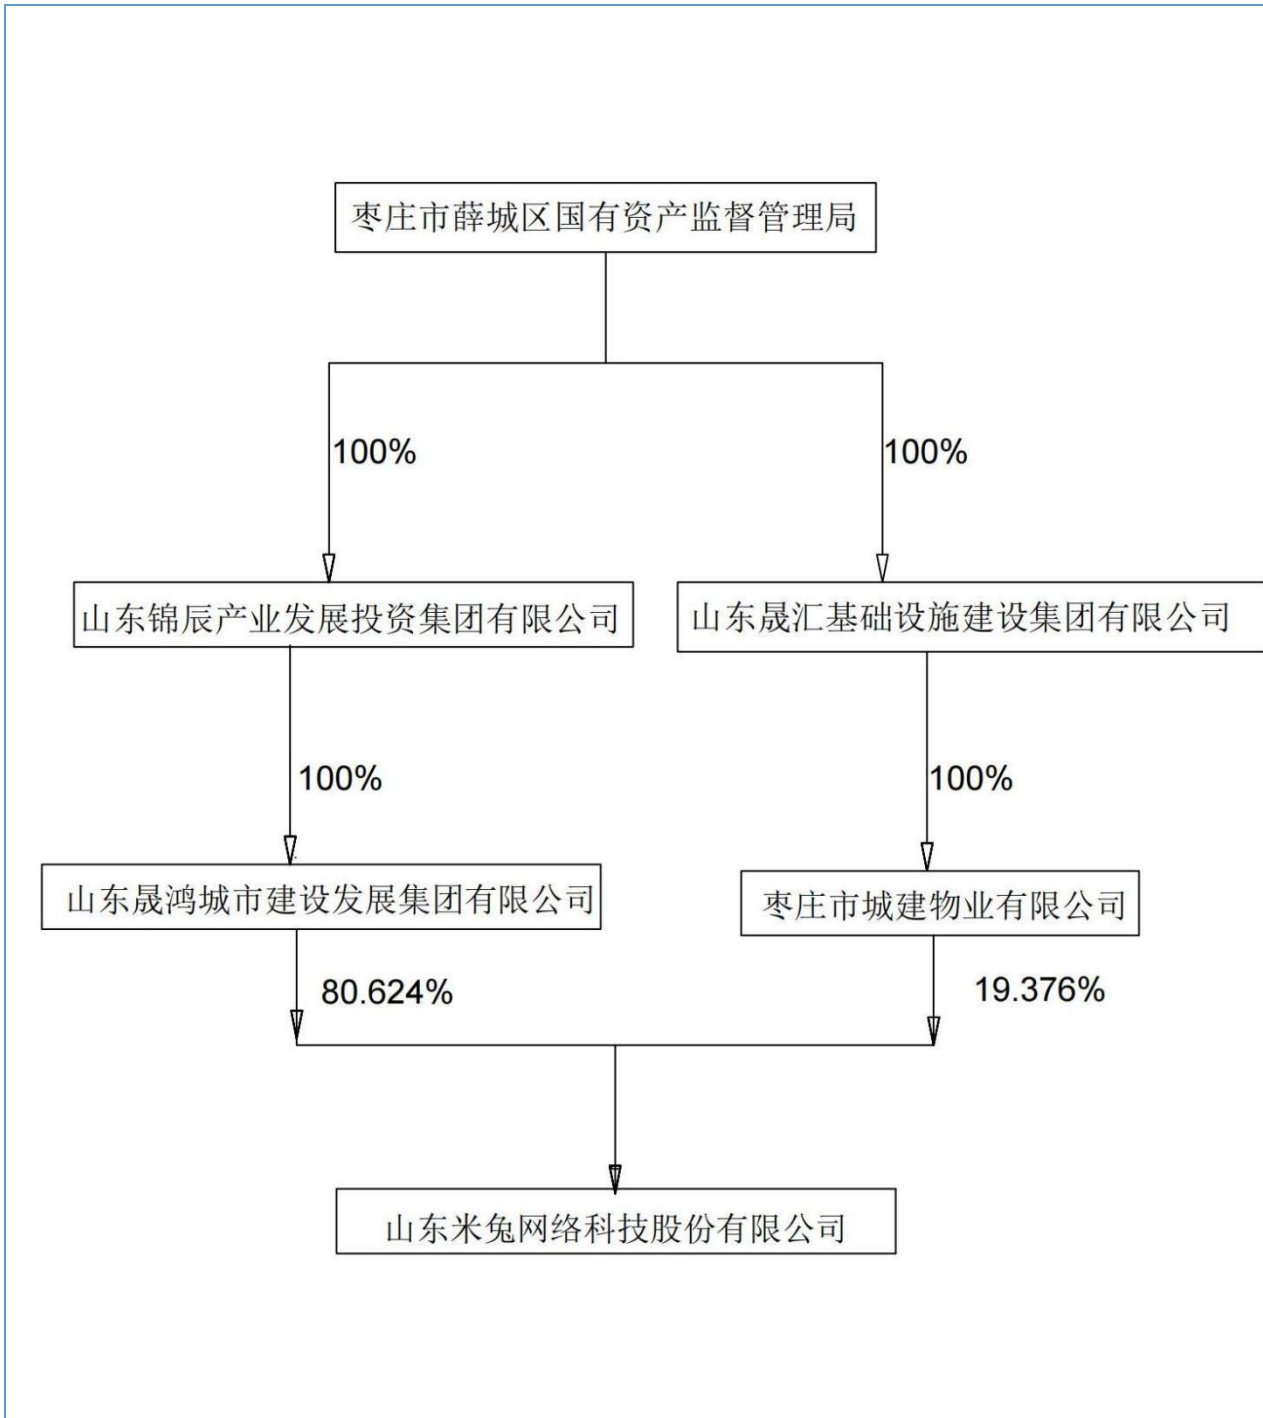 枣庄市薛城区国有资产监督管理局
100%
100%
山东锦辰产业发展投资集团有限公司
山东晟汇基础设施建设集团有限公司
100%
100%
山东晟鸿城市建设发展集团有限公司
枣庄市城建物业有限公司
80.624%
19.376%
山东米兔网络科技股份有限公司